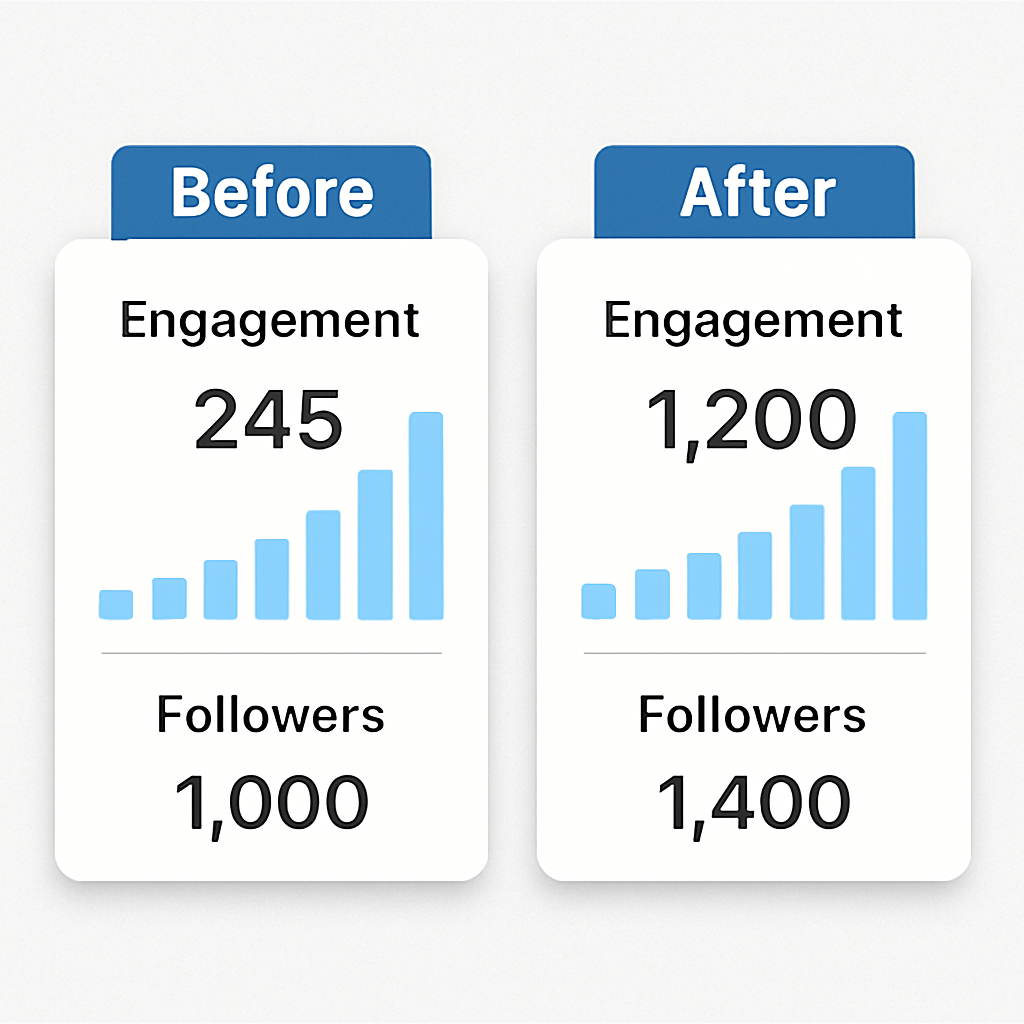 Before
Engagement
245
Followers
1,000
After
Engagement
1,200
Followers
1,400